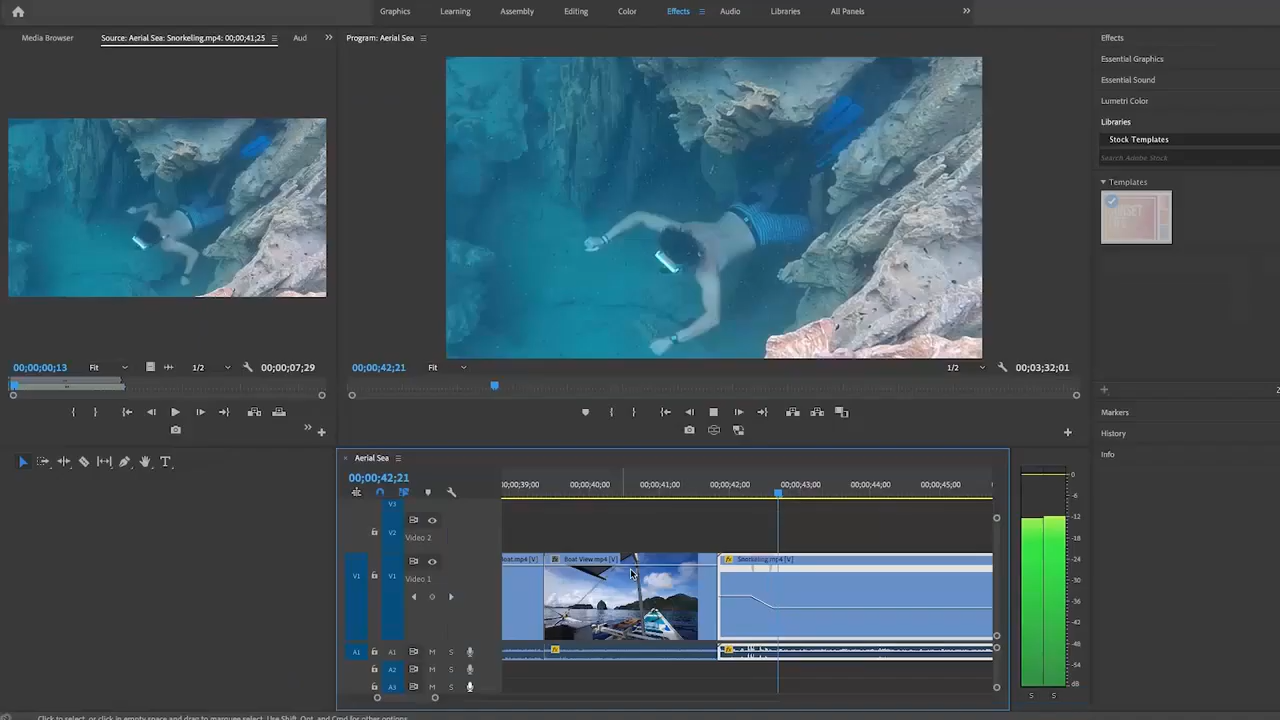 Graphics Learning Assembly Editing Color Effects Audio Libraries All Panels
Media Browser Source: Aerial Sea: Snorkeling.mp4: 00;00;41;25 Aud Program: Aerial Sea
Effects
Essential Graphics
Essential Sound
Lumetri Color
Libraries
Stock Templates
Search Adobe Stock
Templates
00;00;00;13 Fit 1/2 00;00;07;29 00;00;42;21 Fit 1/2 00;03;32;01
Markers
History
Info
Aerial Sea
00;00;42;21
00;00;39;00 00;00;40;00 00;00;41;00 00;00;42;00 00;00;43;00 00;00;44;00 00;00;45;00
V3
V2 Video 2
oat.mp4 [V] Boat View.mp4 [V] Snorkeling.mp4 [V]
V1 V1 Video 1
A1 A1 M S
A2 M S
A3 M S
0
-6
-12
-18
-24
-30
-36
-42
-48
-54
dB
S S
Click to select, or click in empty space and drag to marquee select. Use Shift, Opt, and Cmd for other options.